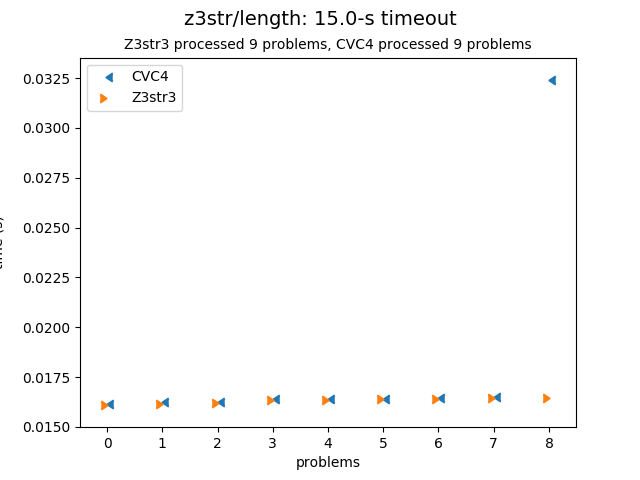 z3str/length: 15.0-s timeout
Z3str3 processed 9 problems, CVC4 processed 9 problems
CVC4
Z3str3
0.0325
0.0300
0.0275
0.0250
0.0225
0.0200
0.0175
0.0150
0 1 2 3 4 5 6 7 8
problems